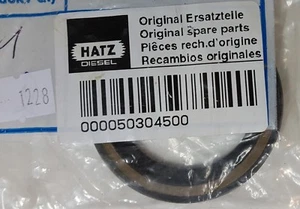 Original Ersatzteile
Original spare parts
Pièces rech.d'origine
Recambios originales
HATZ
DIESEL
000050304500
1228